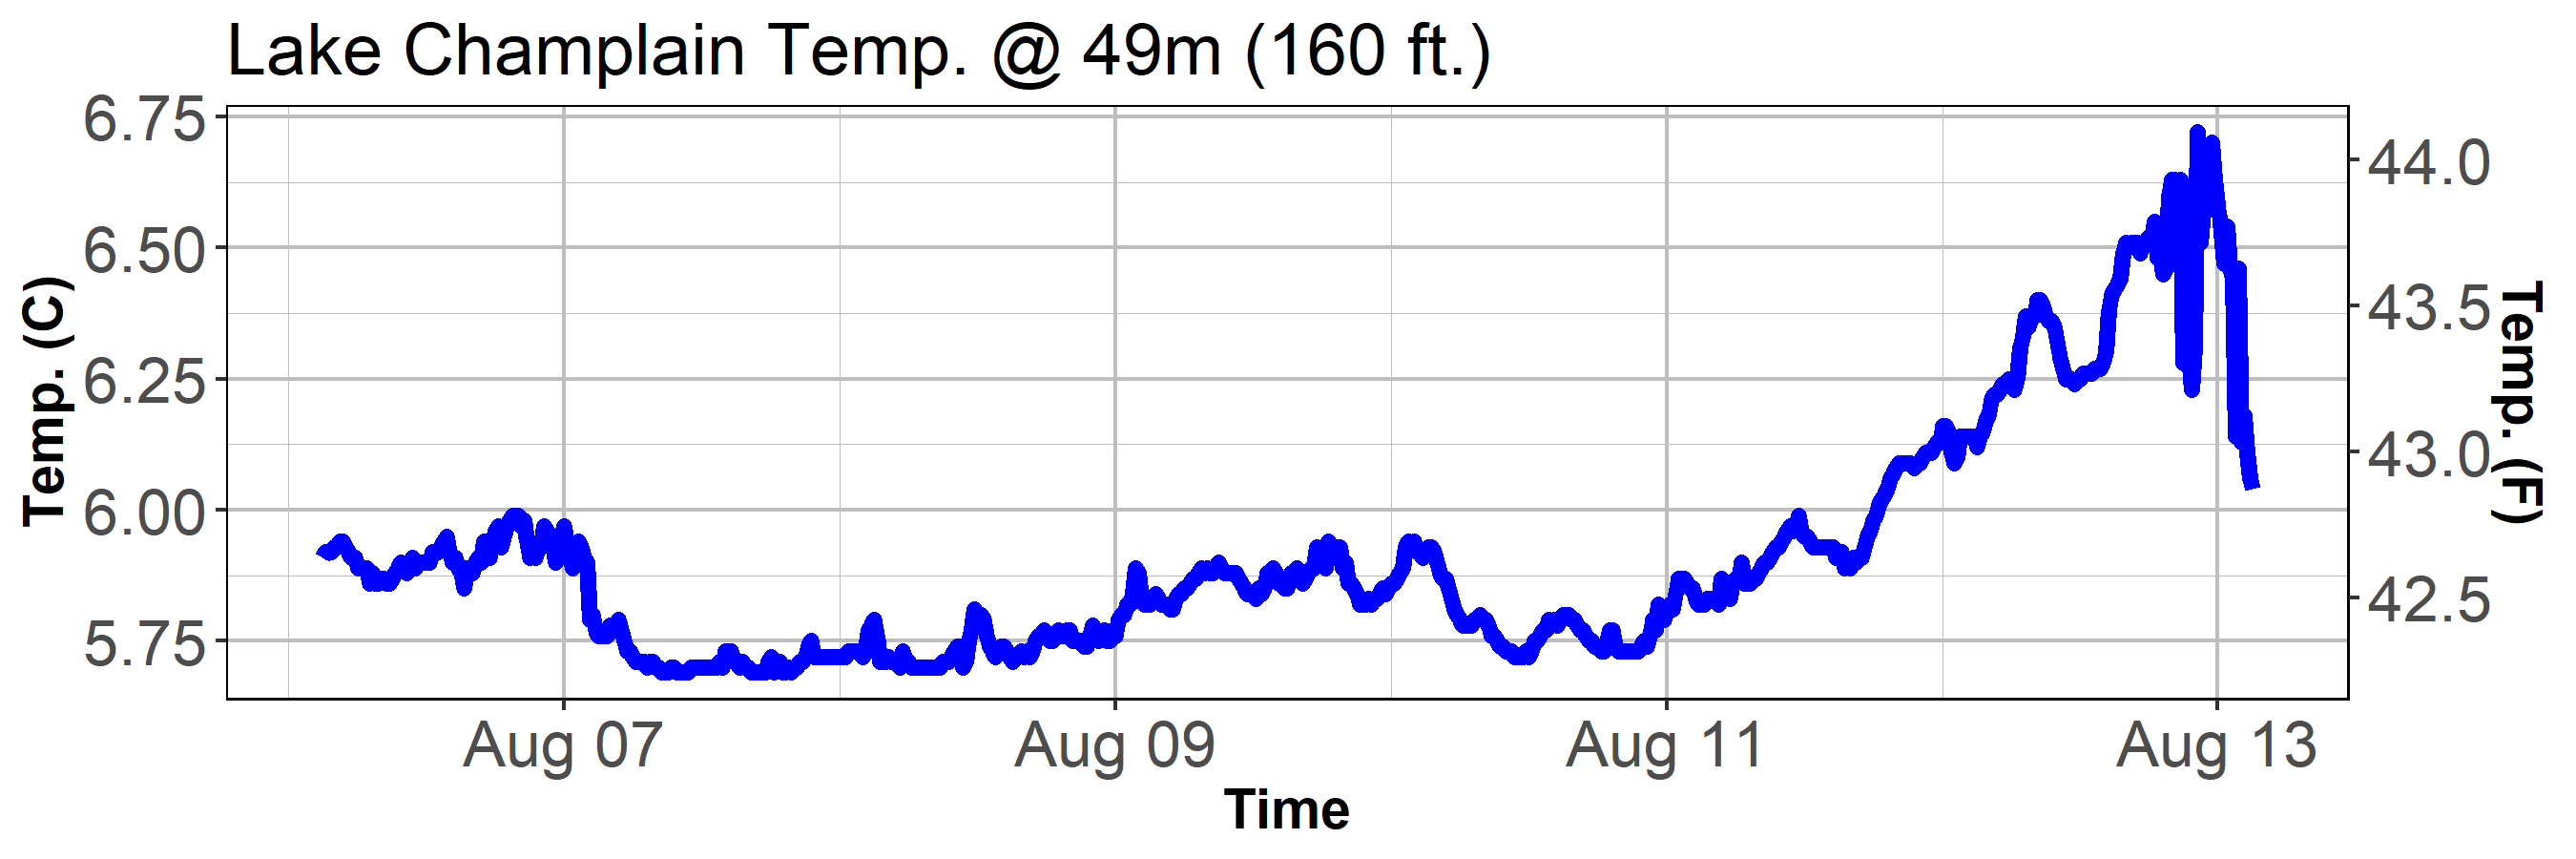 Lake Champlain Temp. @ 49m (160 ft.)
6.75
6.50
6.25
6.00
5.75
Temp. (C)
44.0
43.5
43.0
42.5
Temp. (F)
Aug 07 Aug 09 Aug 11 Aug 13
Time